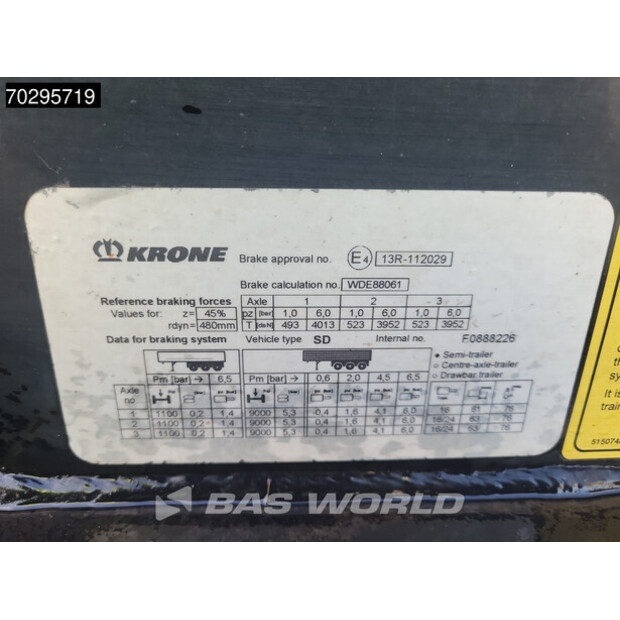 70295719
KRONE Brake approval no. E4 13R-112029
Brake calculation no. WDE88061
Reference braking forces Axle 1 2 3
Values for: z= 45% pz [bar] 1,0 6,0 1,0 6,0 1,0 6,0
rdyn= 480mm T [daN] 493 4013 523 3952 523 3952
Data for braking system Vehicle type SD Internal no. F0888226
• Semi-trailer
○ Centre-axle-trailer
○ Drawbar trailer
Pm [bar] → 6,5 Pm [bar] → 0,6 2,0 4,5 6,5
Axle no
1 1100 0,2 1,4 9000 5,3 0,4 1,6 4,1 6,0 16 61 76
2 1100 0,2 1,4 9000 5,3 0,4 1,6 4,1 6,0 16/24 63 76
3 1100 0,2 1,4 9000 5,3 0,4 1,6 4,1 6,0 16/24 63 76
It is
train
515074
BAS WORLD